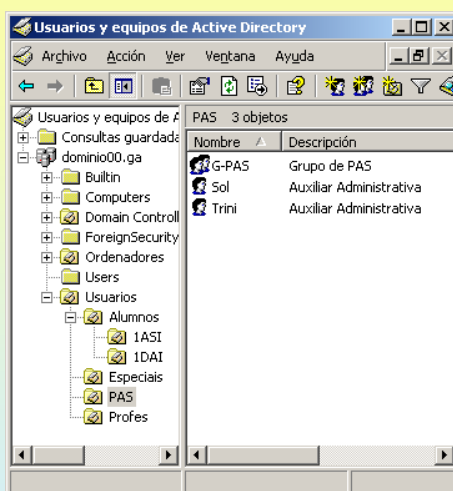 Usuarios y equipos de Active Directory
Archivo Acción Ver Ventana Ayuda
Usuarios y equipos de A
PAS 3 objetos
Consultas guardada
Nombre Descripción
dominio00.ga
G-PAS Grupo de PAS
Builtin
Sol Auxiliar Administrativa
Computers
Trini Auxiliar Administrativa
Domain Controll
ForeignSecurity
Ordenadores
Users
Usuarios
Alumnos
1ASI
1DAI
Especiais
PAS
Profes